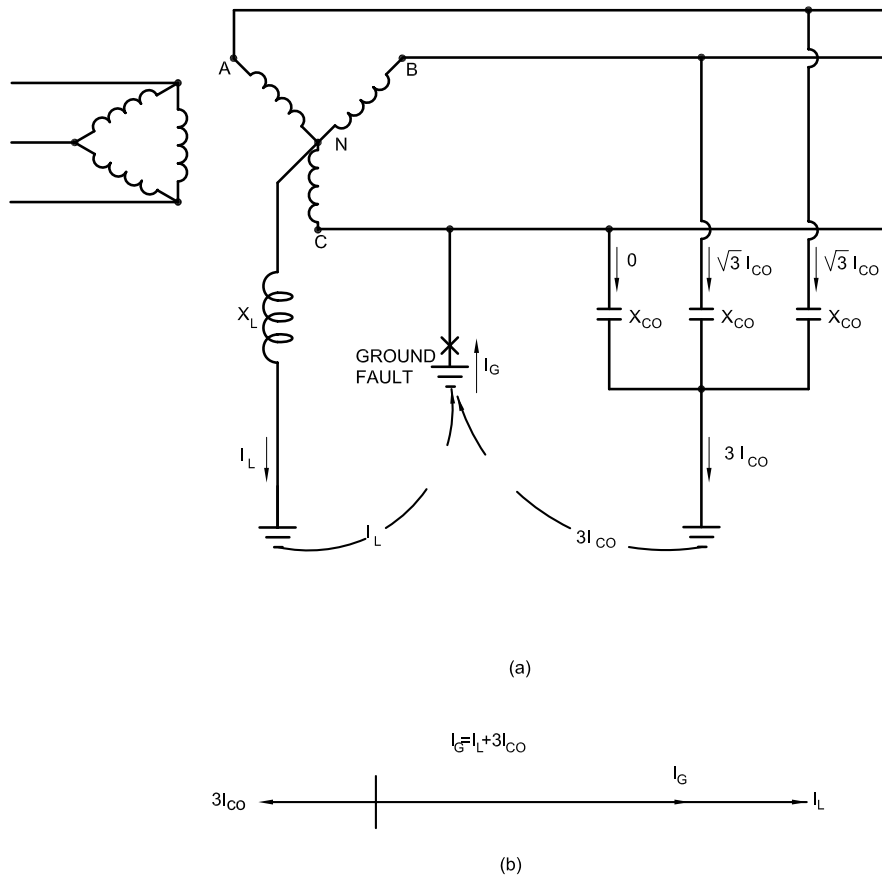 A
B
N
C
0
√3 I_CO
√3 I_CO
X_L
X_CO
X_CO
X_CO
GROUND
FAULT
I_G
I_L
3 I_CO
I_L
3I_CO
(a)
I_G=I_L+3I_CO
I_G
3I_CO
I_L
(b)